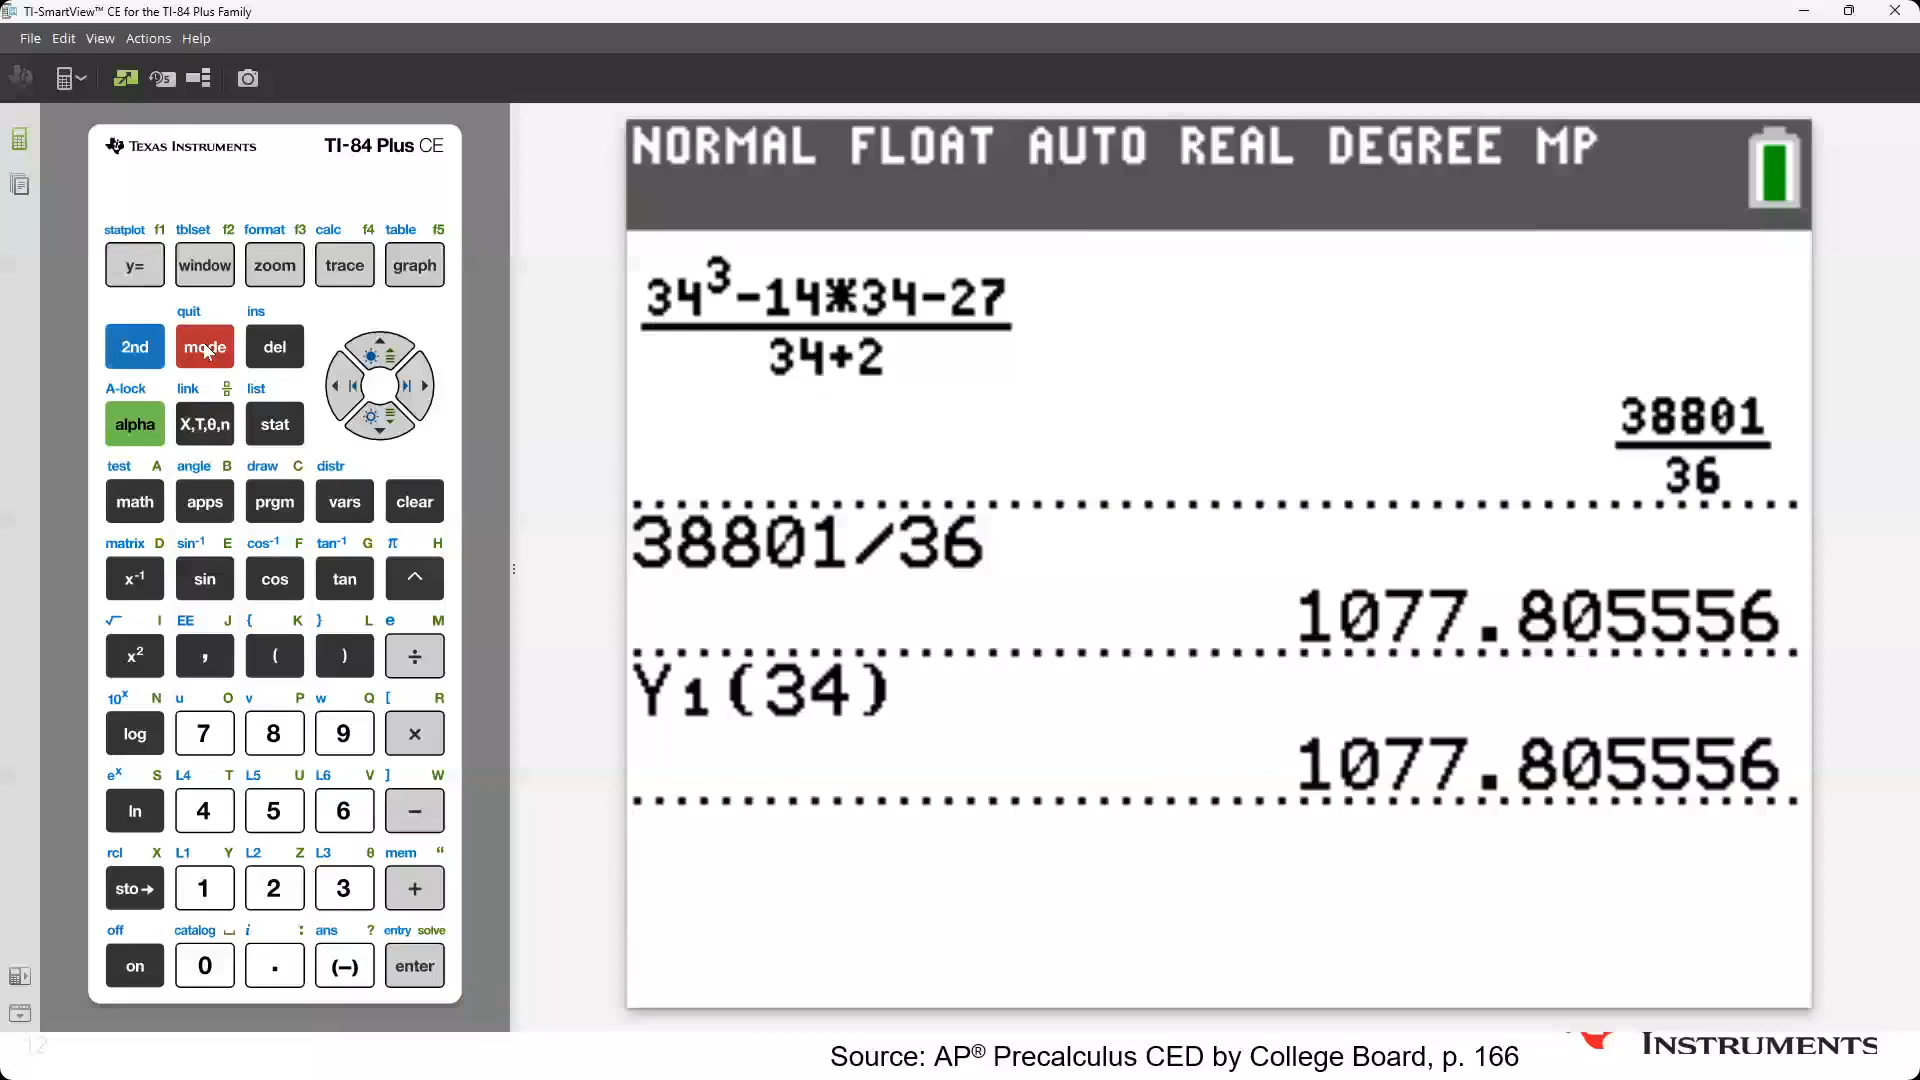 TI-SmartView™ CE for the TI-84 Plus Family
File Edit View Actions Help
TEXAS INSTRUMENTS TI-84 Plus CE
statplot f1 tblset f2 format f3 calc f4 table f5
y= window zoom trace graph
quit ins
2nd mode del
A-lock link list
alpha X,T,θ,n stat
test A angle B draw C distr
math apps prgm vars clear
matrix D sin⁻¹ E cos⁻¹ F tan⁻¹ G π H
x⁻¹ sin cos tan ^
√ I EE J { K } L e M
x² , ( ) ÷
10ˣ N u O v P w Q [ R
log 7 8 9 ×
eˣ S L4 T L5 U L6 V ] W
ln 4 5 6 −
rcl X L1 Y L2 Z L3 θ mem “
sto→ 1 2 3 +
off catalog ⎵ i : ans ? entry solve
on 0 . (−) enter
NORMAL FLOAT AUTO REAL DEGREE MP
34³-14*34-27
34+2
38801
36
38801/36
1077.805556
Y₁(34)
1077.805556
12
Source: AP® Precalculus CED by College Board, p. 166
INSTRUMENTS